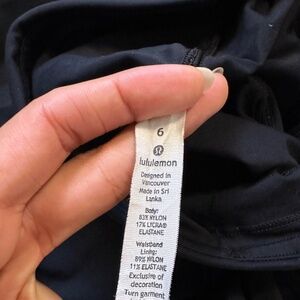 6
lululemon
Designed in
Vancouver
Made in Sri
Lanka
Body:
83% NYLON
17% LYCRA®
ELASTANE
Waistband
Lining:
89% NYLON
11% ELASTANE
Exclusive of
decoration
Turn garment